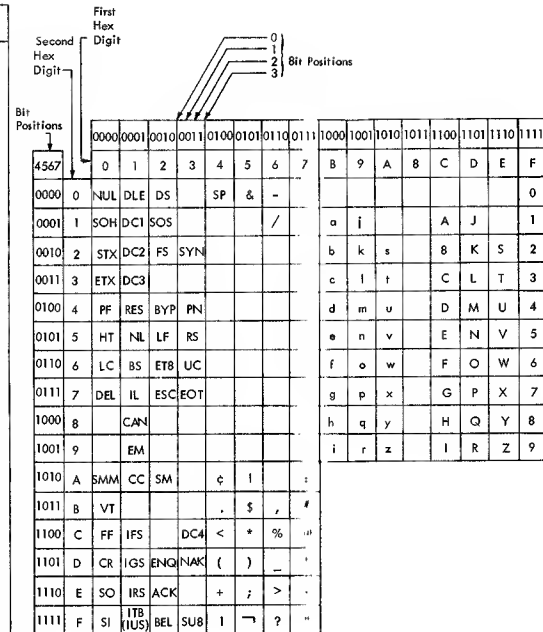 First
Hex
Digit
Second
Hex
Digit
0
1
2 Bit Positions
3
Bit
Positions
0000 0001 0010 0011 0100 0101 0110 0111 1000 1001 1010 1011 1100 1101 1110 1111
4567 0 1 2 3 4 5 6 7 B 9 A 8 C D E F
0000 0 NUL DLE DS SP & - 0
0001 1 SOH DC1 SOS / a j A J 1
0010 2 STX DC2 FS SYN b k s 8 K S 2
0011 3 ETX DC3 c l t C L T 3
0100 4 PF RES BYP PN d m u D M U 4
0101 5 HT NL LF RS e n v E N V 5
0110 6 LC BS ET8 UC f o w F O W 6
0111 7 DEL IL ESC EOT g p x G P X 7
1000 8 CAN h q y H Q Y 8
1001 9 EM i r z I R Z 9
1010 A SMM CC SM ¢ ! :
1011 B VT . $ , #
1100 C FF IFS DC4 < * %
1101 D CR IGS ENQ NAK ( ) _ '
1110 E SO IRS ACK + ; >
1111 F SI ITB (IUS) BEL SU8 | ¬ ? "